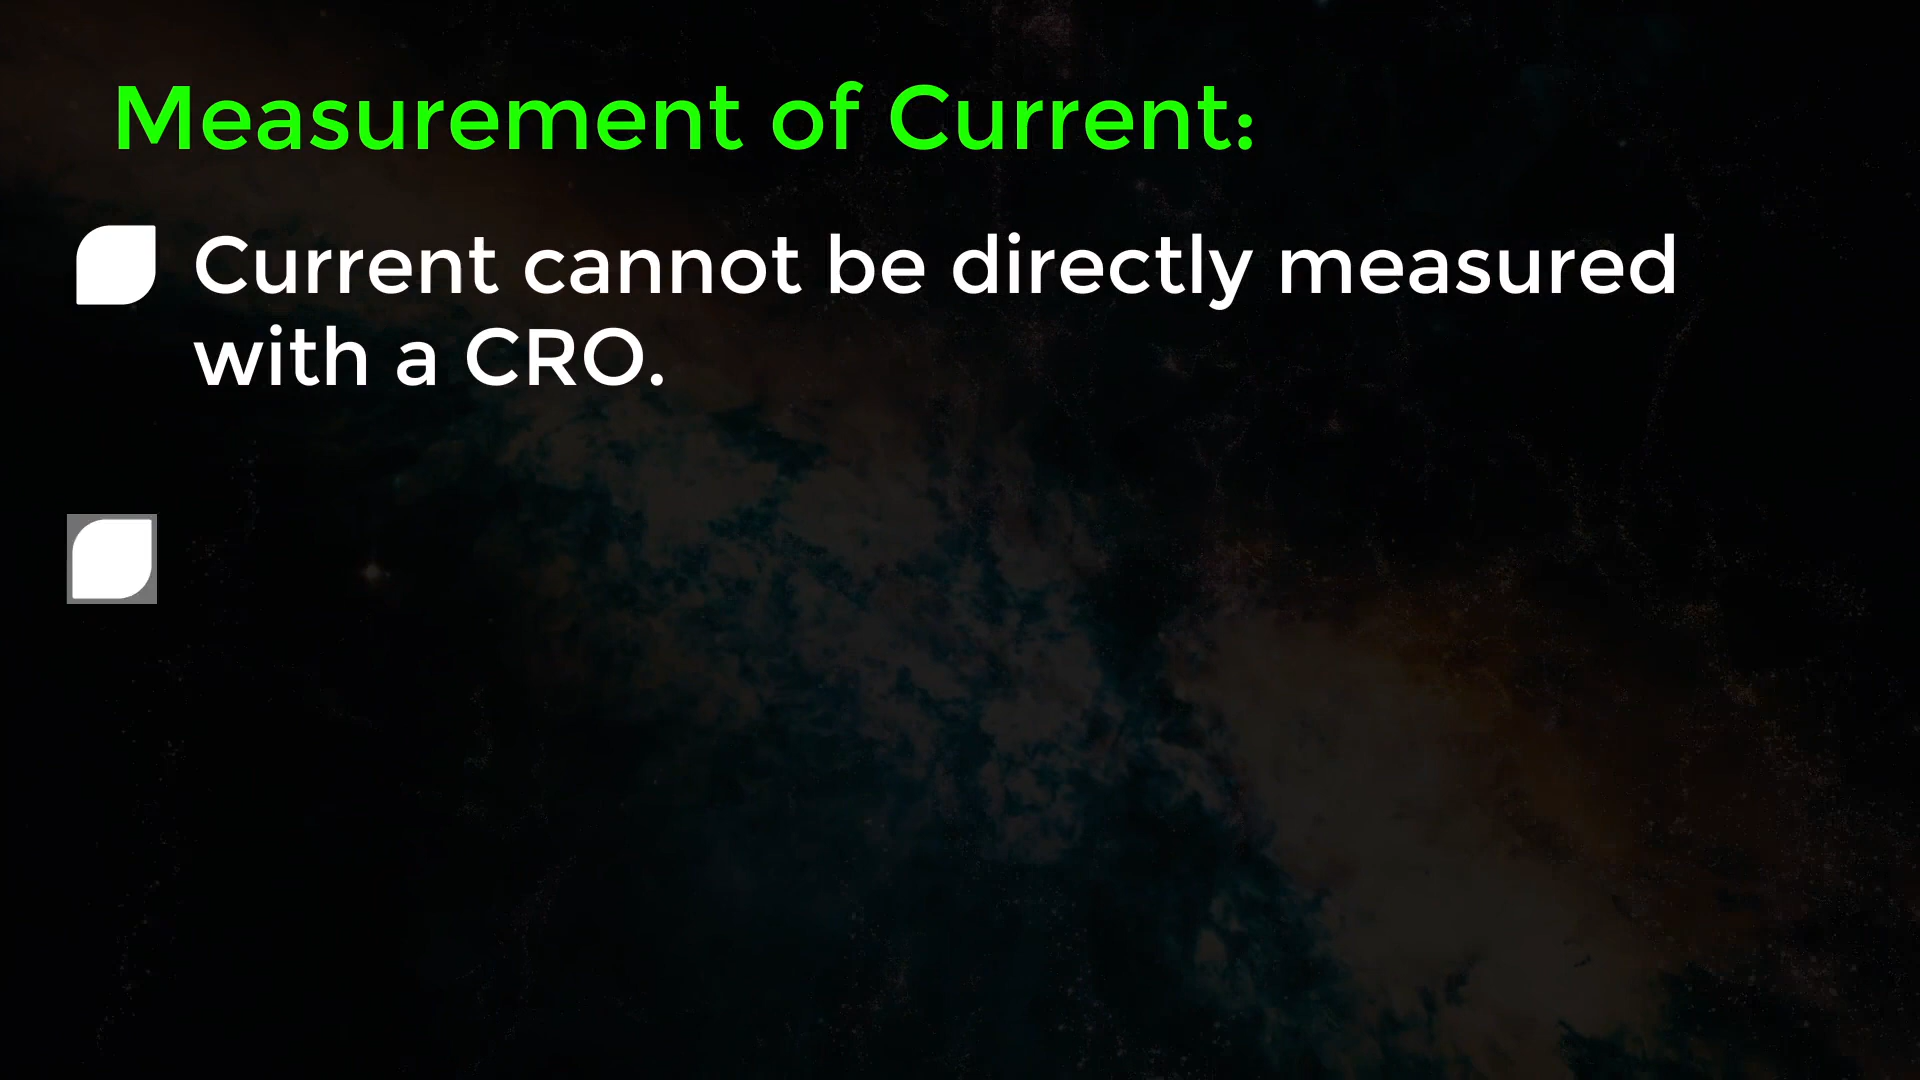 Measurement of Current:
Current cannot be directly measured
with a CRO.